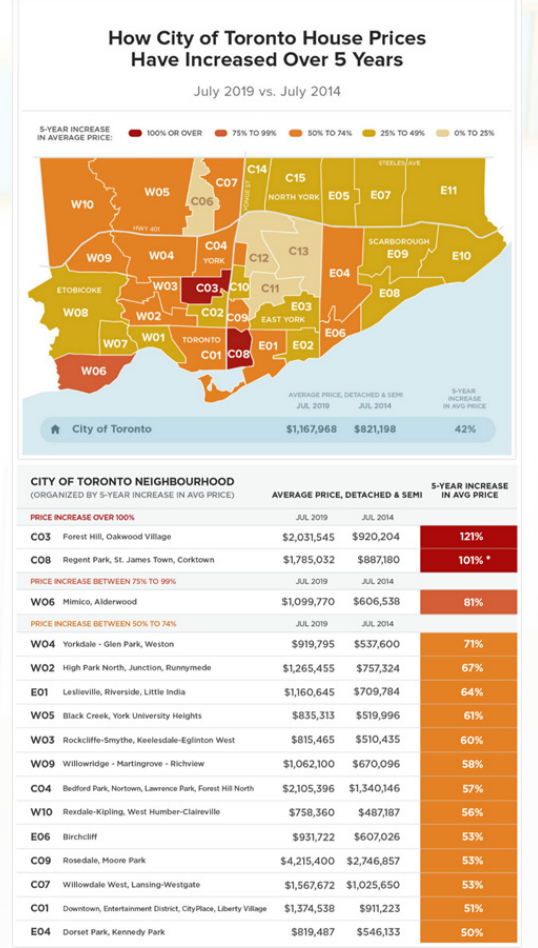 How City of Toronto House Prices
Have Increased Over 5 Years
July 2019 vs. July 2014
5-YEAR INCREASE
IN AVERAGE PRICE:
100% OR OVER
75% TO 99%
50% TO 74%
25% TO 49%
0% TO 25%
STEELES AVE
C14
C15
C07
W05
W10
C06
YONGE ST
NORTH YORK
E05
E07
E11
HWY 401
C04
YORK
W09
W04
C12
C13
SCARBOROUGH
E09
E10
E04
ETOBICOKE
W08
W03
C03
C10
C11
E08
W02
C02
C09
E03
EAST YORK
W07
W01
TORONTO
C01
C08
E01
E02
E06
W06
AVERAGE PRICE, DETACHED & SEMI
JUL 2019 JUL 2014
5-YEAR
INCREASE
IN AVG PRICE
City of Toronto $1,167,968 $821,198 42%
CITY OF TORONTO NEIGHBOURHOOD
(ORGANIZED BY 5-YEAR INCREASE IN AVG PRICE)
AVERAGE PRICE, DETACHED & SEMI
5-YEAR INCREASE
IN AVG PRICE
PRICE INCREASE OVER 100% JUL 2019 JUL 2014
C03 Forest Hill, Oakwood Village $2,031,545 $920,204 121%
C08 Regent Park, St. James Town, Corktown $1,785,032 $887,180 101% *
PRICE INCREASE BETWEEN 75% TO 99% JUL 2019 JUL 2014
W06 Mimico, Alderwood $1,099,770 $606,538 81%
PRICE INCREASE BETWEEN 50% TO 74% JUL 2019 JUL 2014
W04 Yorkdale - Glen Park, Weston $919,795 $537,600 71%
W02 High Park North, Junction, Runnymede $1,265,455 $757,324 67%
E01 Leslieville, Riverside, Little India $1,160,645 $709,784 64%
W05 Black Creek, York University Heights $835,313 $519,996 61%
W03 Rockcliffe-Smythe, Keelesdale-Eglinton West $815,465 $510,435 60%
W09 Willowridge - Martingrove - Richview $1,062,100 $670,096 58%
C04 Bedford Park, Nortown, Lawrence Park, Forest Hill North $2,105,396 $1,340,146 57%
W10 Rexdale-Kipling, West Humber-Claireville $758,360 $487,187 56%
E06 Birchcliff $931,722 $607,026 53%
C09 Rosedale, Moore Park $4,215,400 $2,746,857 53%
C07 Willowdale West, Lansing-Westgate $1,567,672 $1,025,650 53%
C01 Downtown, Entertainment District, CityPlace, Liberty Village $1,374,538 $911,223 51%
E04 Dorset Park, Kennedy Park $819,487 $546,133 50%